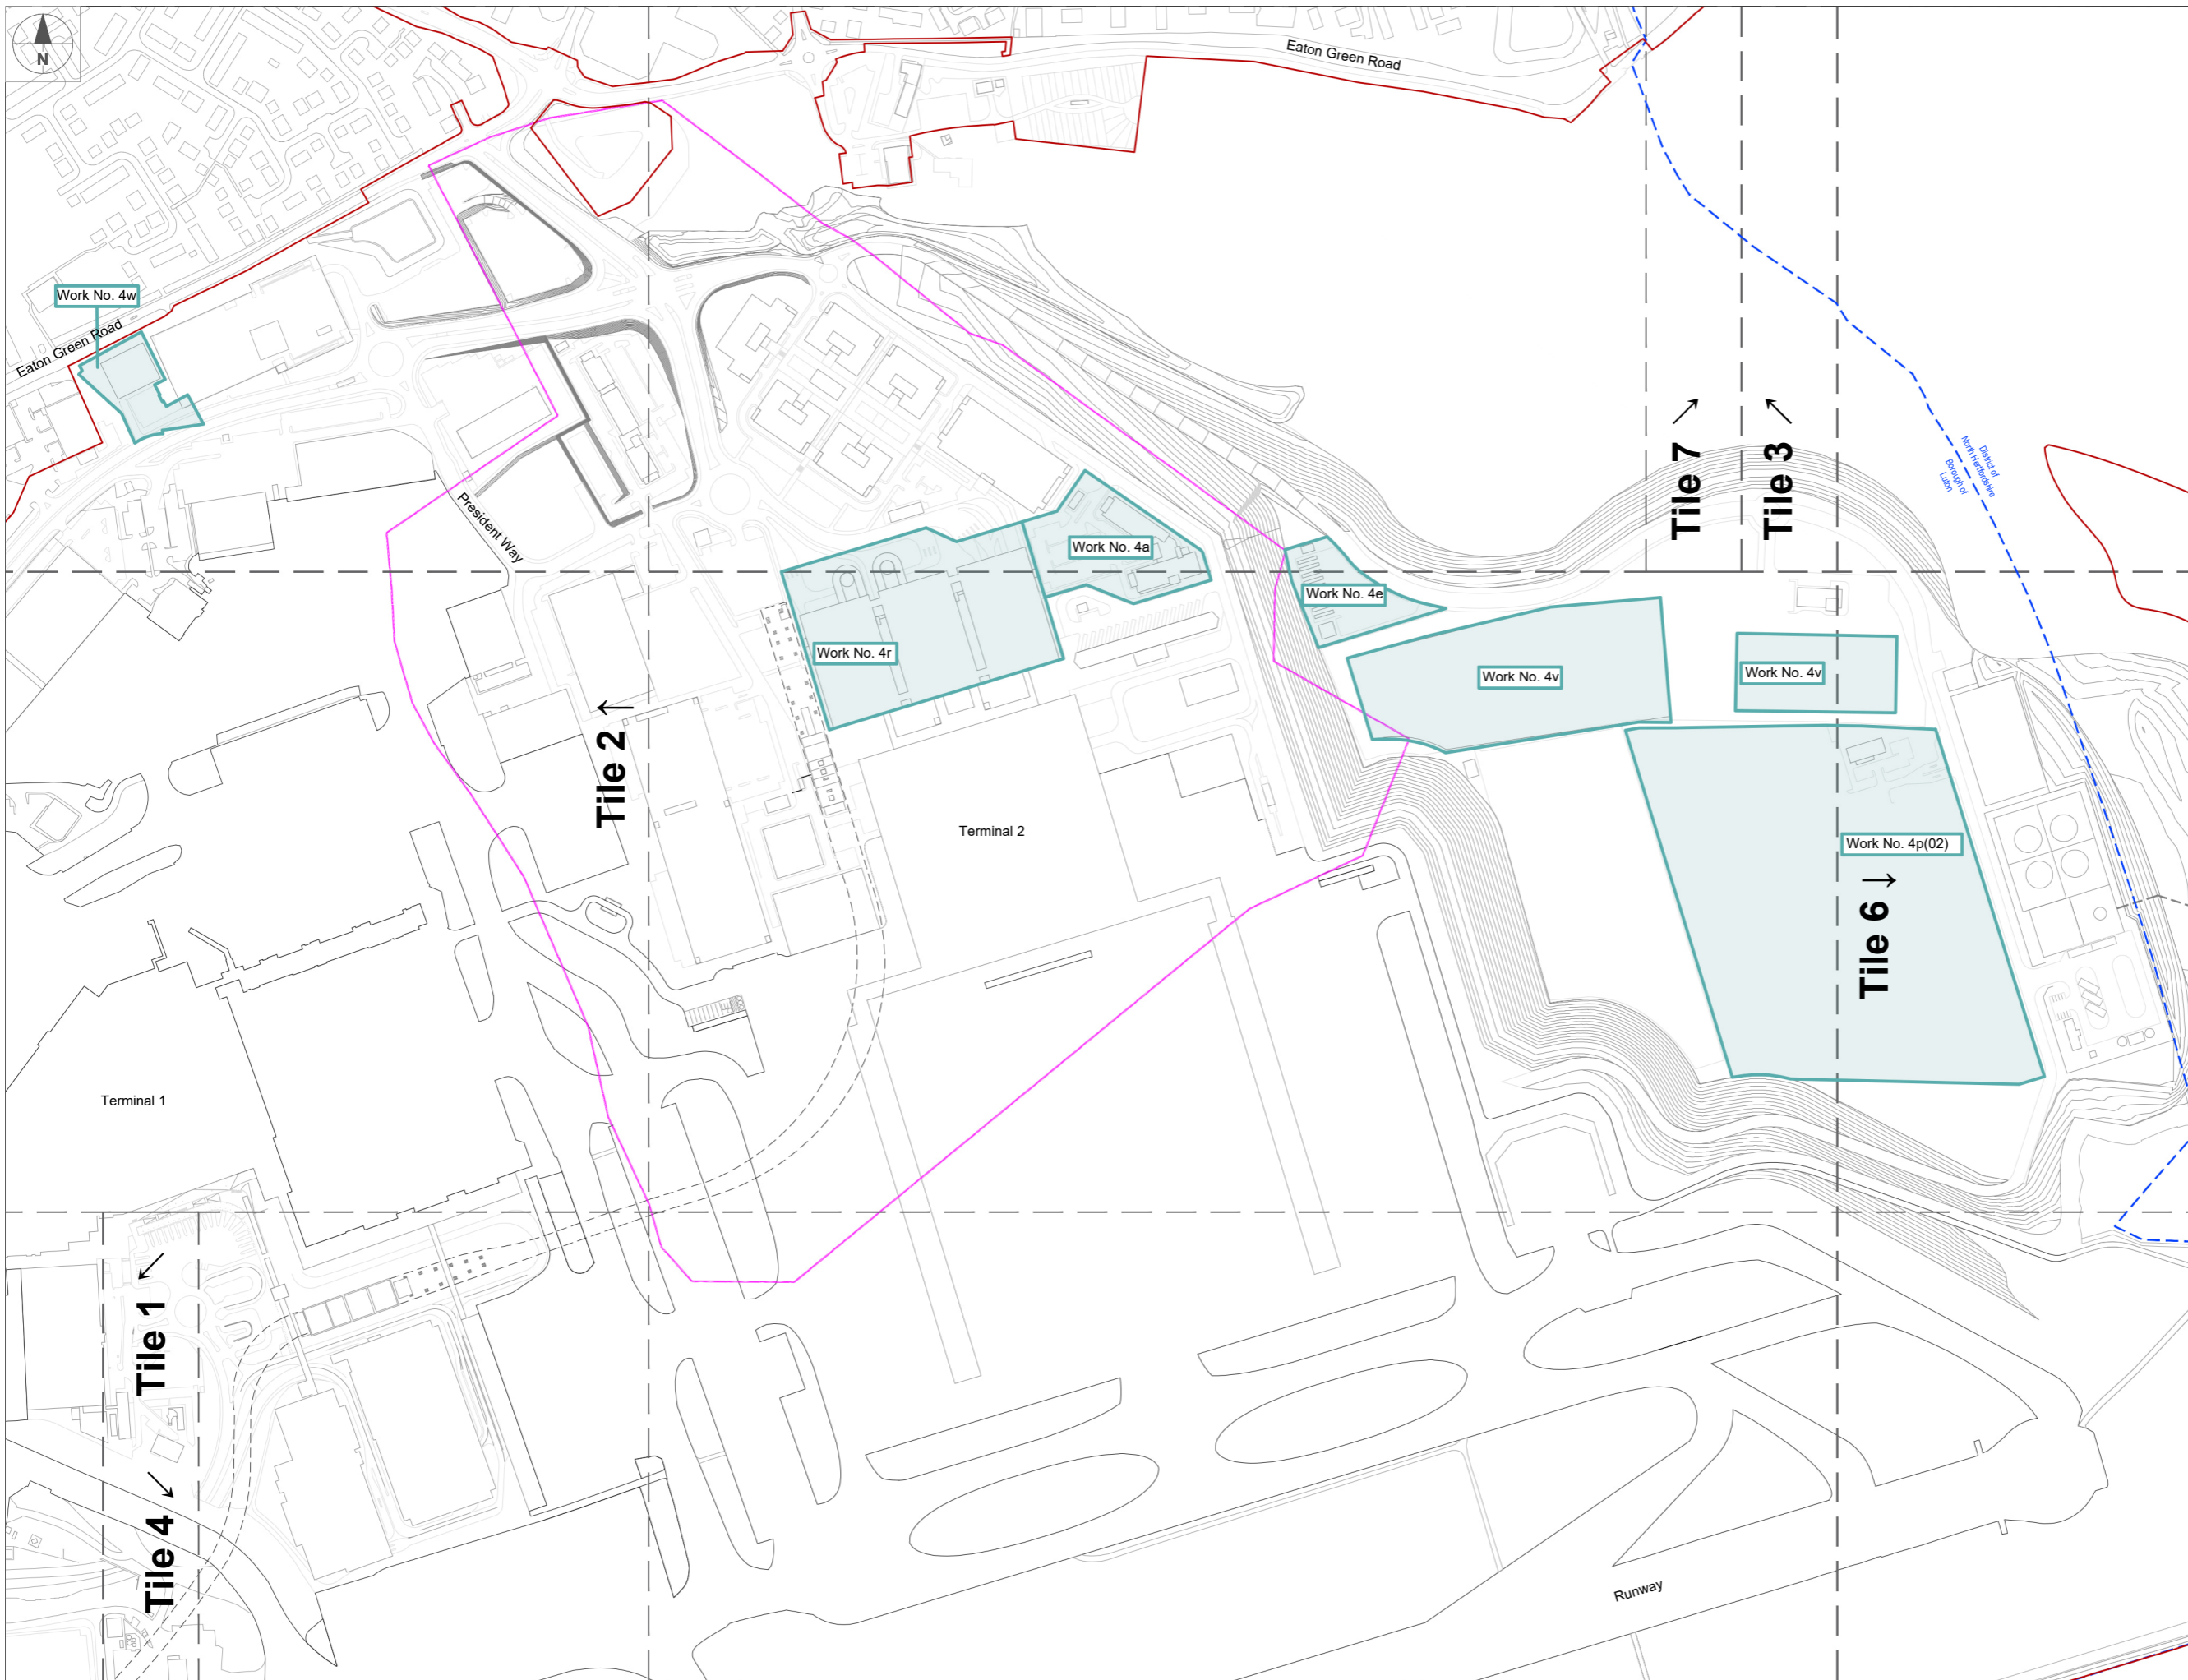 N
Eaton Green Road
Work No. 4w
Eaton Green Road
President Way
Tile 7 →
Tile 3 →
District of
North Hertfordshire
Borough of
Luton
Work No. 4a
Work No. 4e
Work No. 4r
Work No. 4v
Work No. 4v
Tile 2 ←
Terminal 2
Work No. 4p(02)
Tile 6 →
Terminal 1
Tile 1
Tile 4
Runway